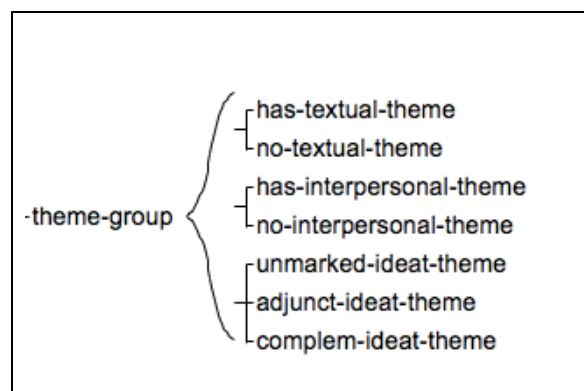 has-textual-theme
no-textual-theme
has-interpersonal-theme
-theme-group
no-interpersonal-theme
unmarked-ideat-theme
adjunct-ideat-theme
complem-ideat-theme